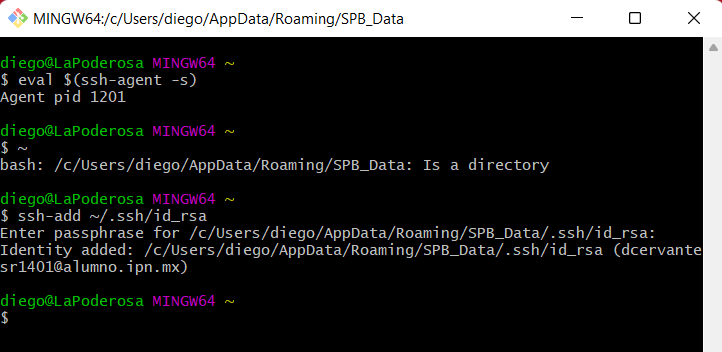 MINGW64:/c/Users/diego/AppData/Roaming/SPB_Data
diego@LaPoderosa MINGW64 ~
$ eval $(ssh-agent -s)
Agent pid 1201
diego@LaPoderosa MINGW64 ~
$ ~
bash: /c/Users/diego/AppData/Roaming/SPB_Data: Is a directory
diego@LaPoderosa MINGW64 ~
$ ssh-add ~/.ssh/id_rsa
Enter passphrase for /c/Users/diego/AppData/Roaming/SPB_Data/.ssh/id_rsa:
Identity added: /c/Users/diego/AppData/Roaming/SPB_Data/.ssh/id_rsa (dcervante
sr1401@alumno.ipn.mx)
diego@LaPoderosa MINGW64 ~
$